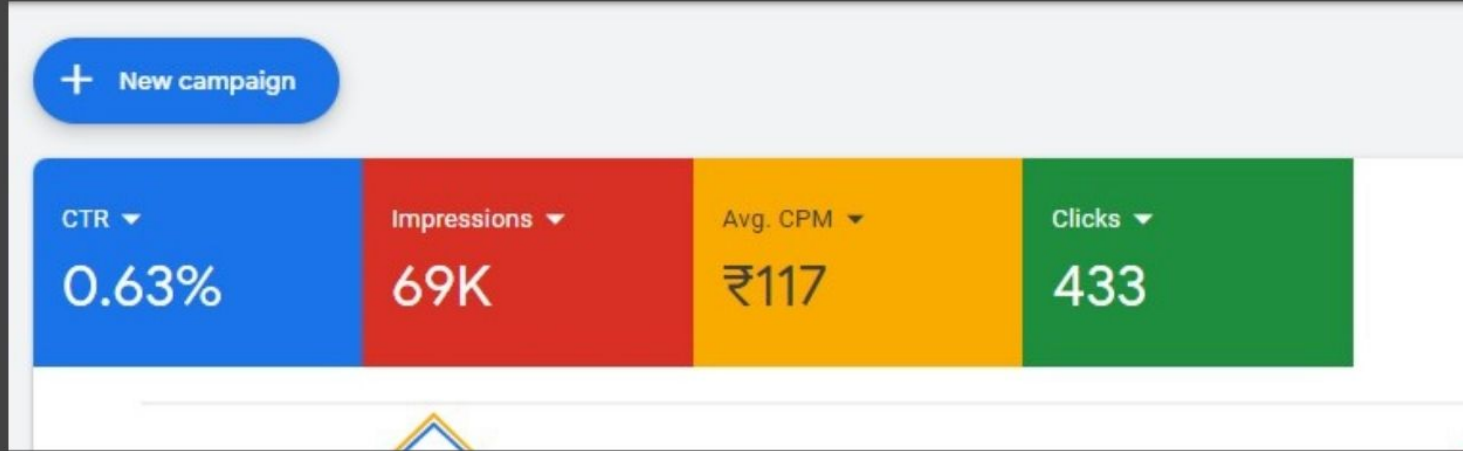 + New campaign
CTR Impressions Avg. CPM Clicks
0.63% 69K ₹117 433